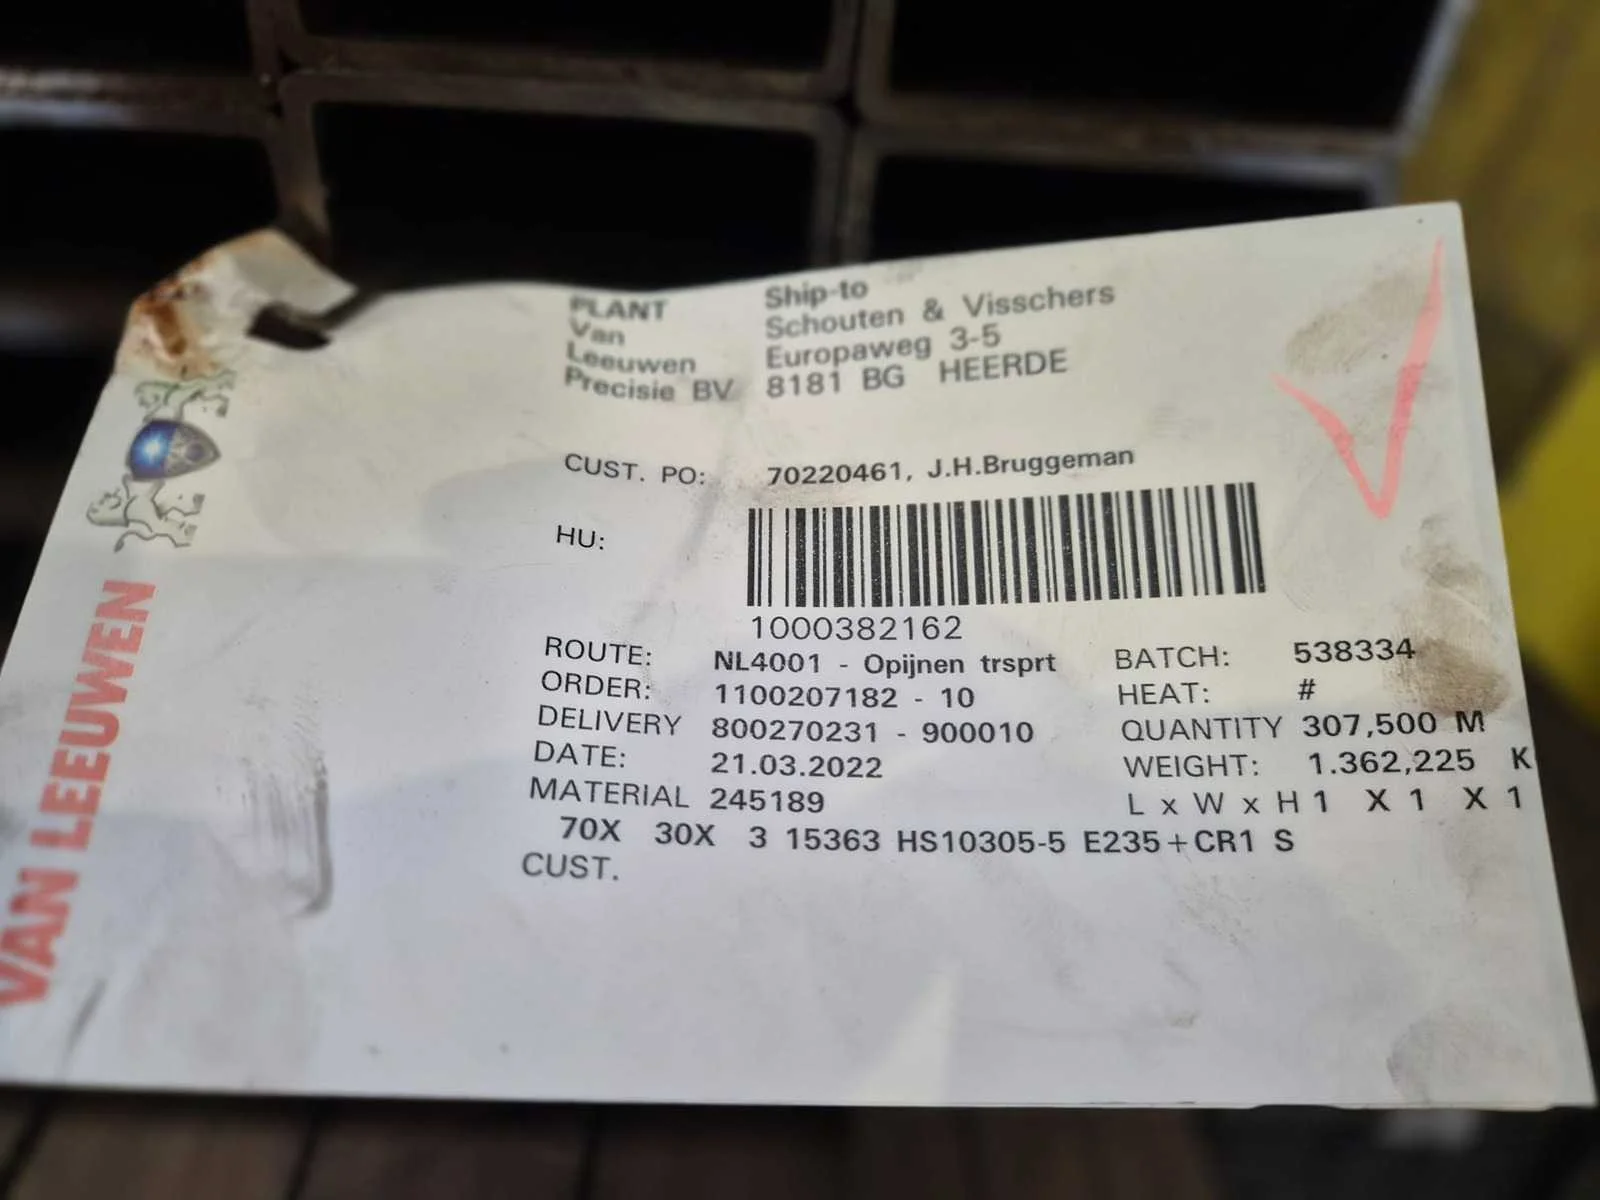 PLANT
Van
Leeuwen
Precisie BV
Ship-to
Schouten & Visschers
Europaweg 3-5
8181 BG HEERDE
CUST. PO: 70220461, J.H.Bruggeman
HU:
1000382162
ROUTE: NL4001 - Opijnen trsprt
ORDER: 1100207182 - 10
DELIVERY 800270231 - 900010
DATE: 21.03.2022
MATERIAL 245189
BATCH: 538334
HEAT: #
QUANTITY 307,500 M
WEIGHT: 1.362,225 K
L x W x H 1 X 1 X 1
70X 30X 3 15363 HS10305-5 E235+CR1 S
CUST.
VAN LEEUWEN